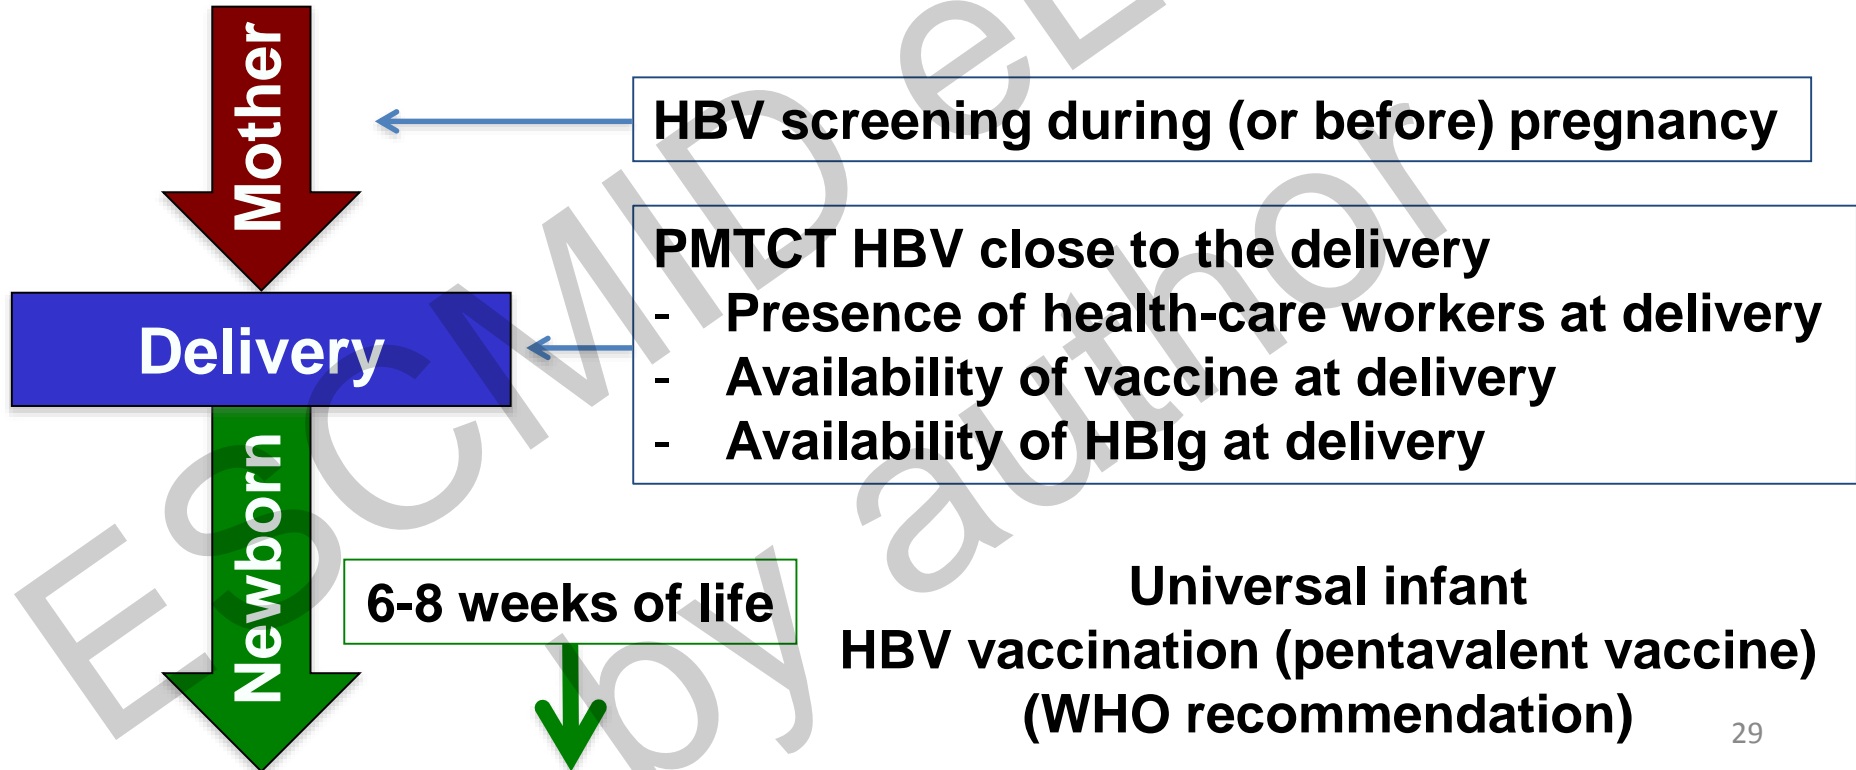 Mother
HBV screening during (or before) pregnancy
PMTCT HBV close to the delivery
- Presence of health-care workers at delivery
- Availability of vaccine at delivery
- Availability of HBIg at delivery
Delivery
Newborn
6-8 weeks of life
Universal infant
HBV vaccination (pentavalent vaccine)
(WHO recommendation)
29
ESCMID eL
by author